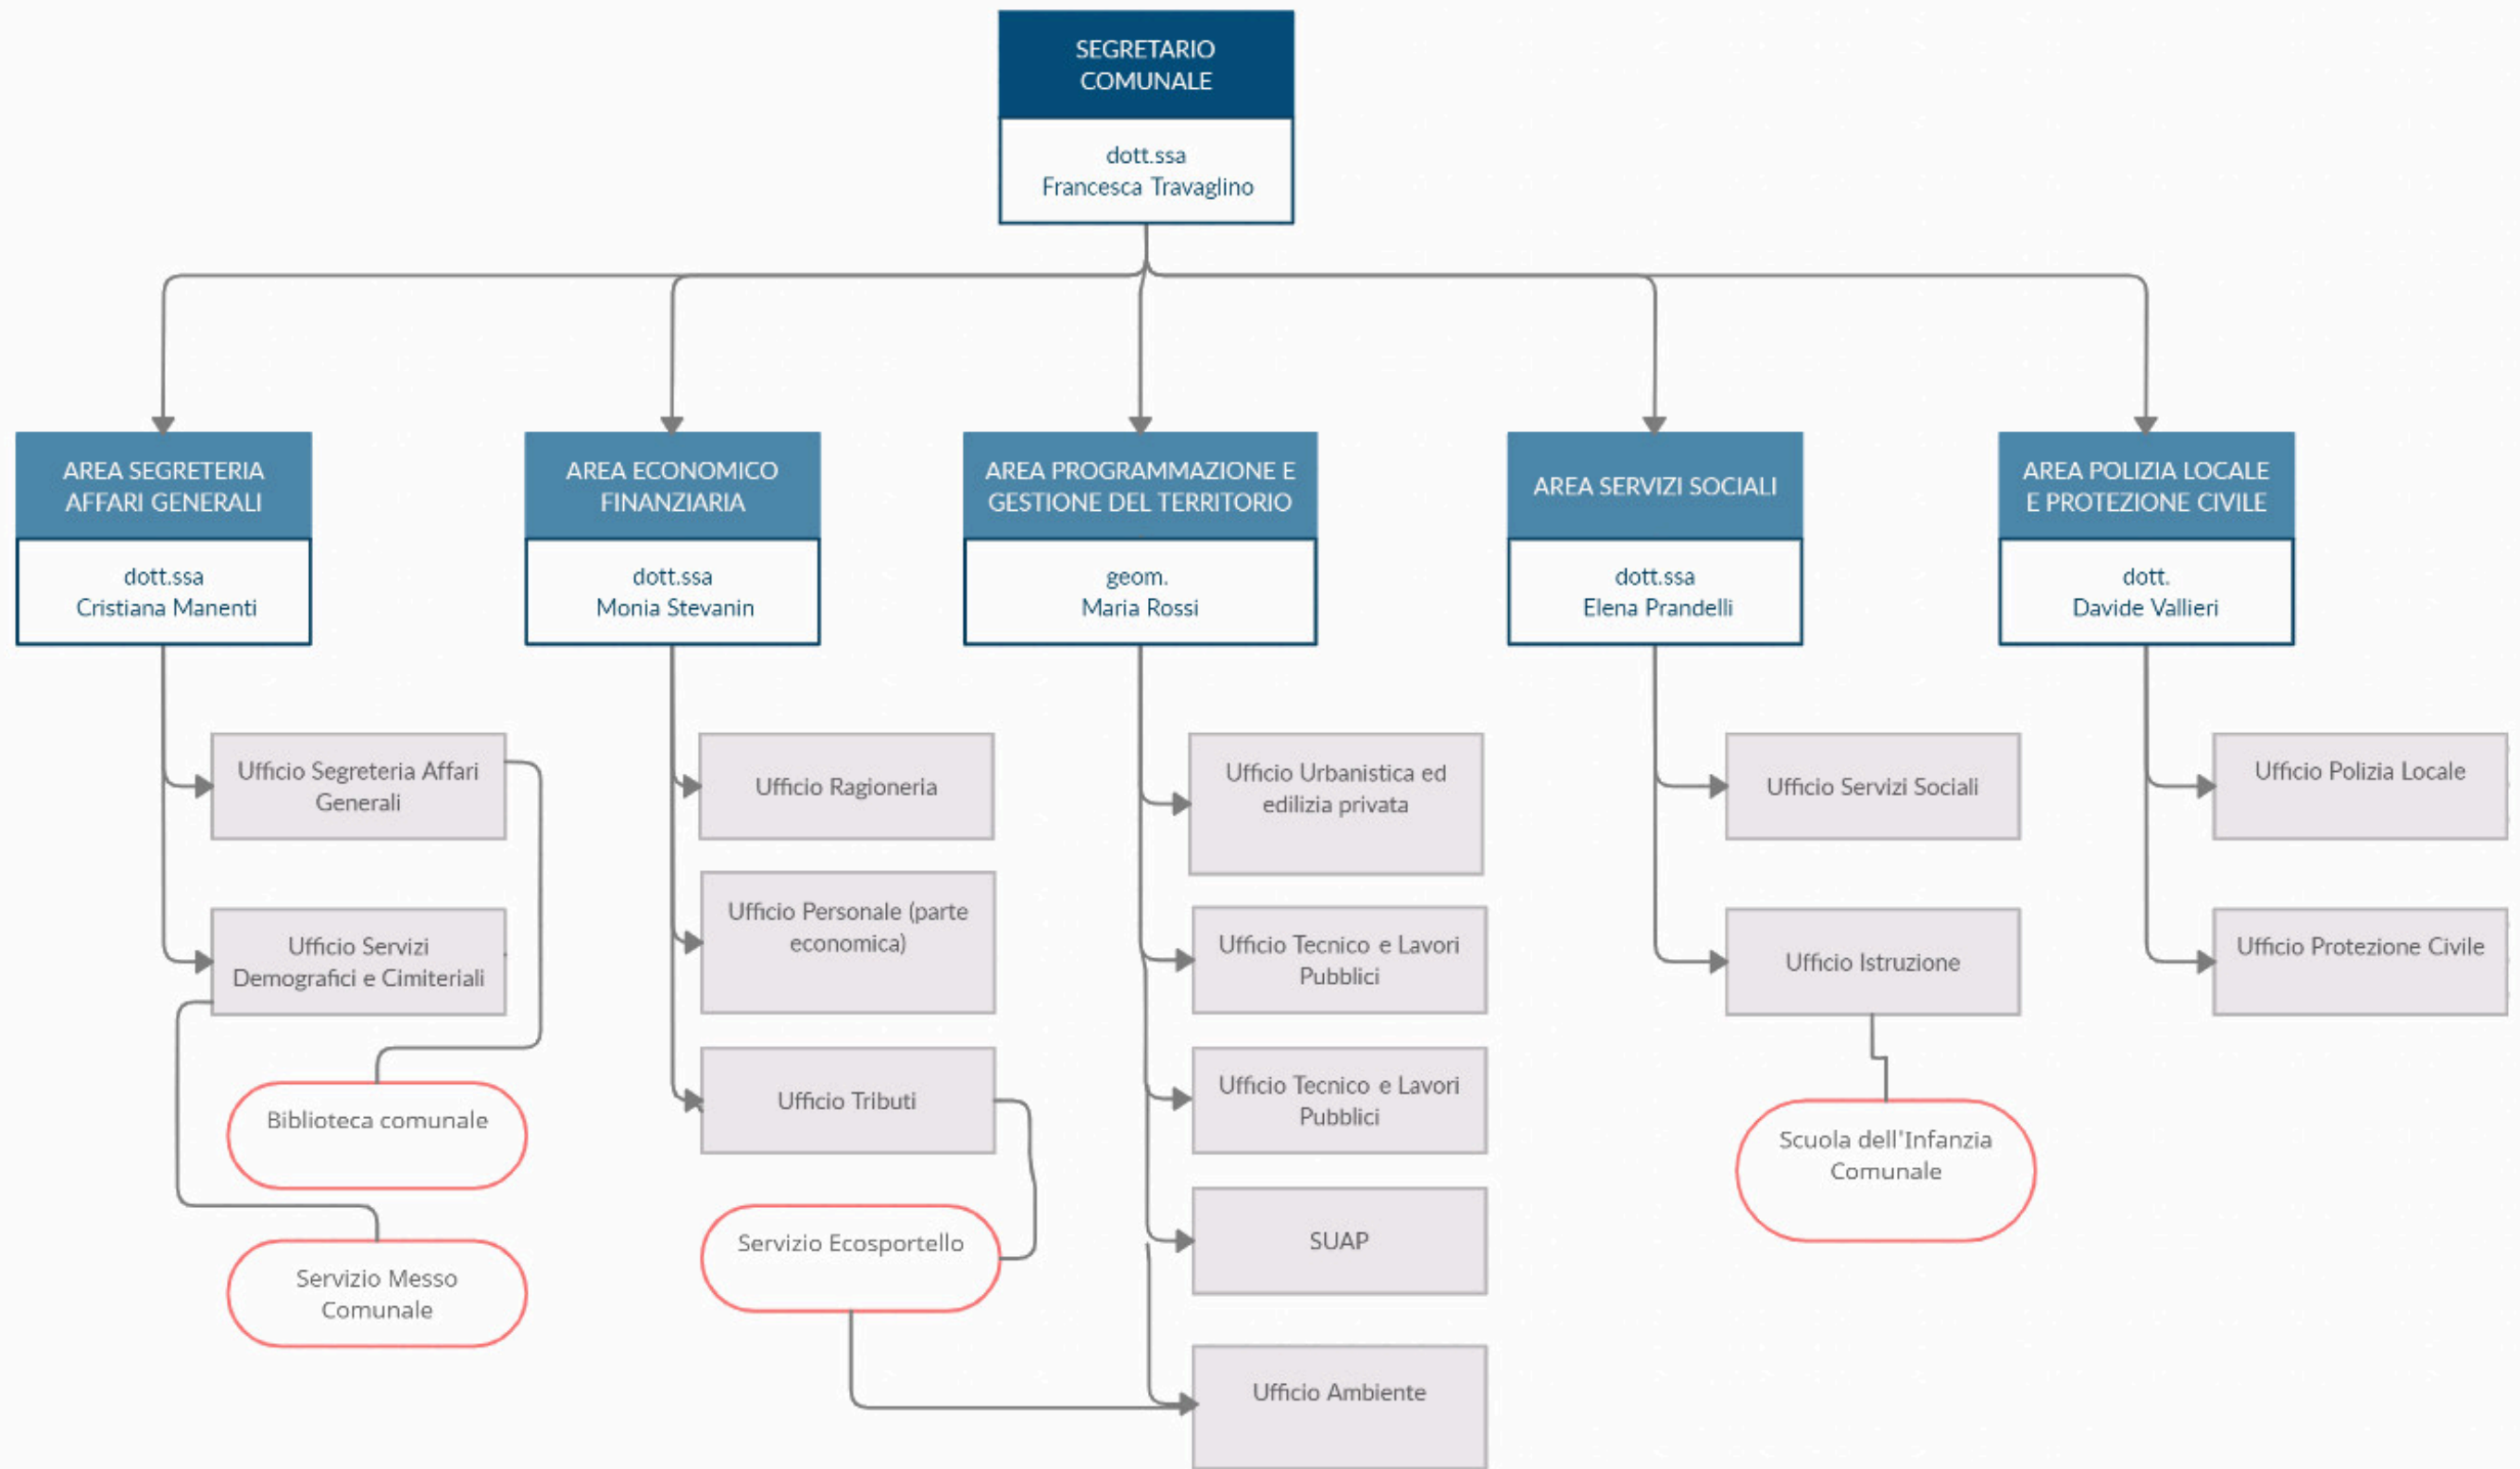 SEGRETARIO
COMUNALE
dott.ssa
Francesca Travaglino
AREA SEGRETERIA
AFFARI GENERALI
dott.ssa
Cristiana Manenti
AREA ECONOMICO
FINANZIARIA
dott.ssa
Monia Stevanin
AREA PROGRAMMAZIONE E
GESTIONE DEL TERRITORIO
geom.
Maria Rossi
AREA SERVIZI SOCIALI
dott.ssa
Elena Prandelli
AREA POLIZIA LOCALE
E PROTEZIONE CIVILE
dott.
Davide Vallieri
Ufficio Segreteria Affari
Generali
Ufficio Servizi
Demografici e Cimiteriali
Biblioteca comunale
Servizio Messo
Comunale
Ufficio Ragioneria
Ufficio Personale (parte
economica)
Ufficio Tributi
Servizio Ecosportello
Ufficio Urbanistica ed
edilizia privata
Ufficio Tecnico e Lavori
Pubblici
Ufficio Tecnico e Lavori
Pubblici
SUAP
Ufficio Ambiente
Ufficio Servizi Sociali
Ufficio Istruzione
Scuola dell'Infanzia
Comunale
Ufficio Polizia Locale
Ufficio Protezione Civile